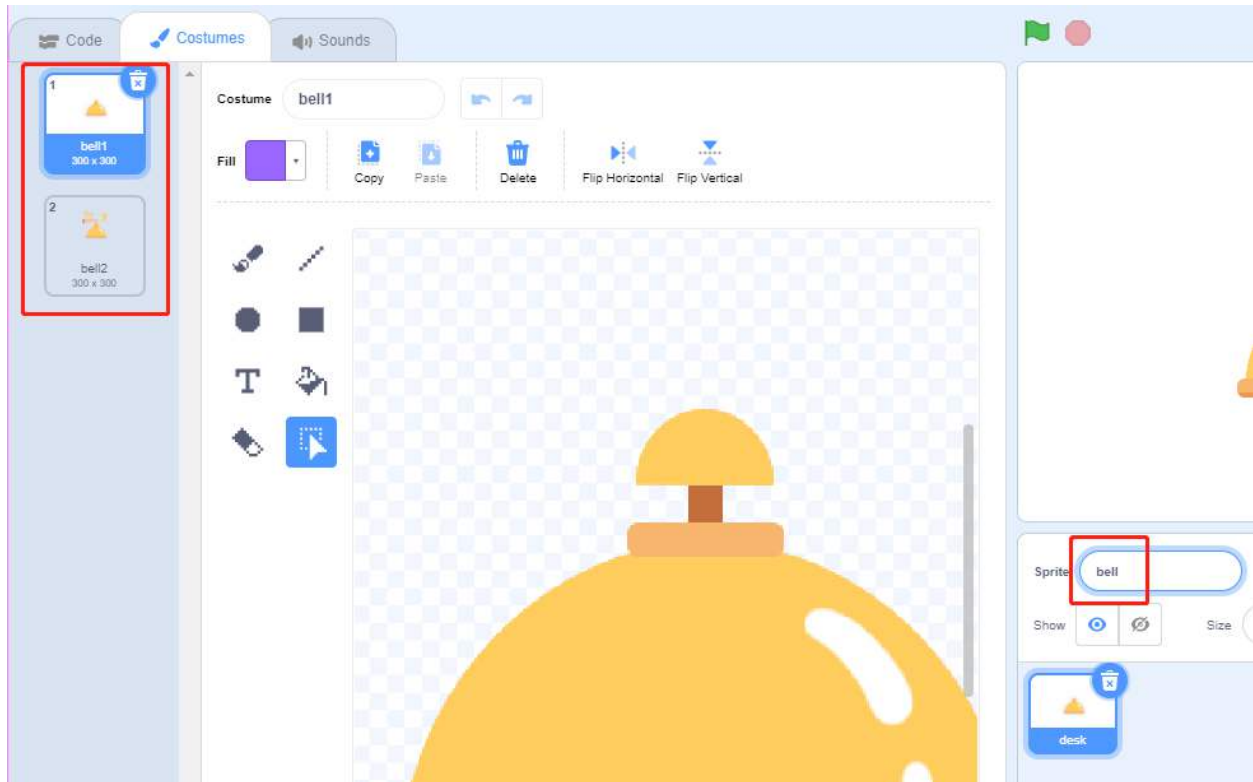 Code
Costumes
Sounds
1
bell1
300 x 300
2
bell2
300 x 300
Costume
bell1
Fill
Copy
Paste
Delete
Flip Horizontal
Flip Vertical
T
Sprite
bell
Show
Size
desk